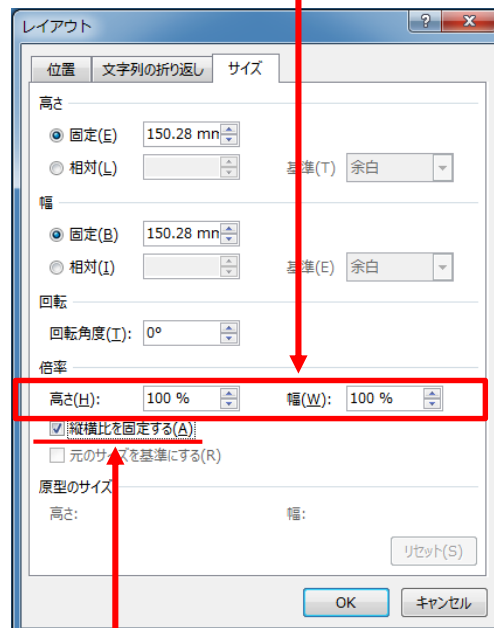 レイアウト
位置 文字列の折り返し サイズ
高さ
固定(E) 150.28 mm
相対(L) 基準(T) 余白
幅
固定(B) 150.28 mm
相対(I) 基準(E) 余白
回転
回転角度(T): 0°
倍率
高さ(H): 100 % 幅(W): 100 %
縦横比を固定する(A)
元のサイズを基準にする(R)
原型のサイズ
高さ: 幅:
リセット(S)
OK キャンセル